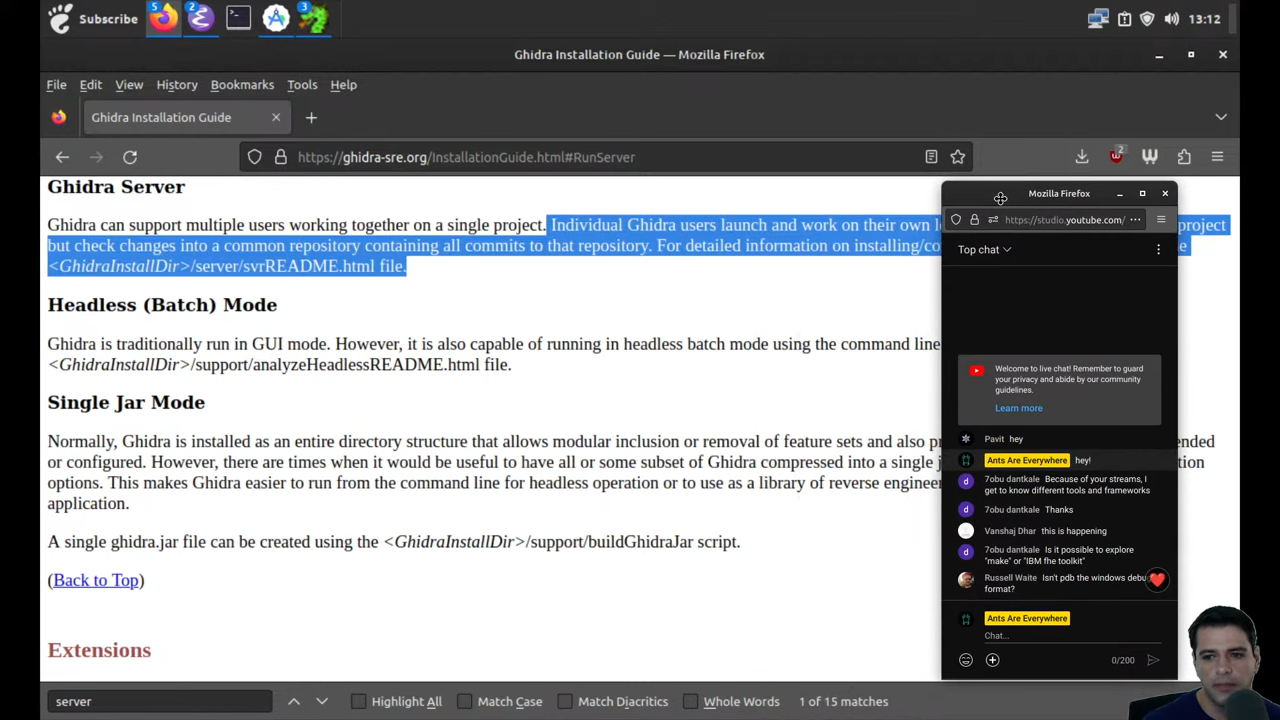 Subscribe
5
2
3
13:12
Ghidra Installation Guide — Mozilla Firefox
File Edit View History Bookmarks Tools Help
Ghidra Installation Guide
https://ghidra-sre.org/InstallationGuide.html#RunServer
2
Ghidra Server
Ghidra can support multiple users working together on a single project. Individual Ghidra users launch and work on their own project
but check changes into a common repository containing all commits to that repository. For detailed information on
<GhidraInstallDir>/server/svrREADME.html file.
Headless (Batch) Mode
Ghidra is traditionally run in GUI mode. However, it is also capable of running in headless batch mode using the command line
<GhidraInstallDir>/support/analyzeHeadlessREADME.html file.
Single Jar Mode
Normally, Ghidra is installed as an entire directory structure that allows modular inclusion or removal of feature sets and also
or configured. However, there are times when it would be useful to have all or some subset of Ghidra compressed into a single
options. This makes Ghidra easier to run from the command line for headless operation or to use as a library of reverse
application.
A single ghidra.jar file can be created using the <GhidraInstallDir>/support/buildGhidraJar script.
(Back to Top)
Extensions
server
Highlight All
Match Case
Match Diacritics
Whole Words
1 of 15 matches
Mozilla Firefox
https://studio.youtube.com/
Top chat
Welcome to live chat! Remember to guard
your privacy and abide by our community
guidelines.
Learn more
Pavit hey
Ants Are Everywhere hey!
7obu dantkale Because of your streams, I
get to know different tools and frameworks
7obu dantkale Thanks
Vanshaj Dhar this is happening
7obu dantkale Is it possible to explore
"make" or "IBM fhe toolkit"
Russell Waite Isn't pdb the windows debug
format?
Ants Are Everywhere
Chat...
0/200